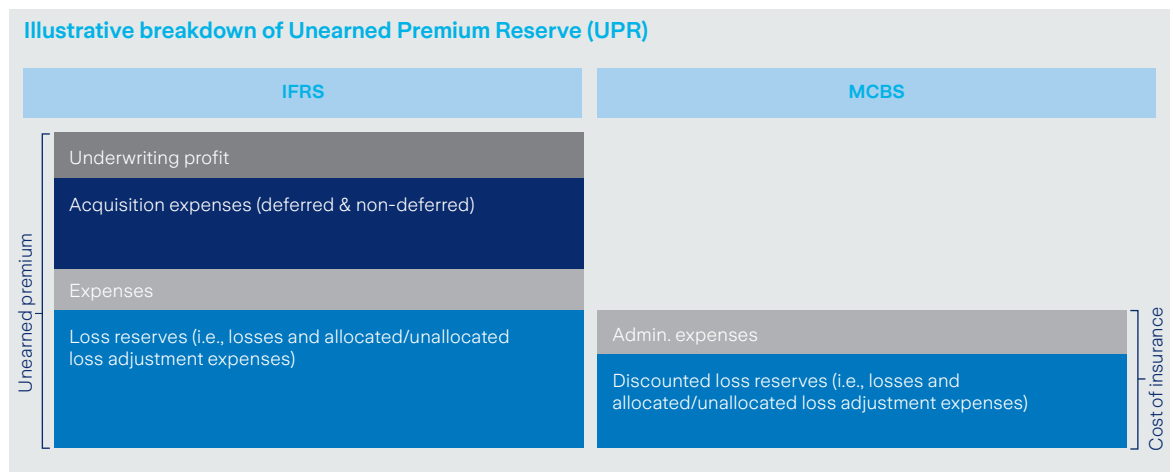 Illustrative breakdown of Unearned Premium Reserve (UPR)
IFRS
MCBS
Unearned premium
Underwriting profit
Acquisition expenses (deferred & non-deferred)
Expenses
Loss reserves (i.e., losses and allocated/unallocated
loss adjustment expenses)
Admin. expenses
Discounted loss reserves (i.e., losses and
allocated/unallocated loss adjustment expenses)
Cost of insurance